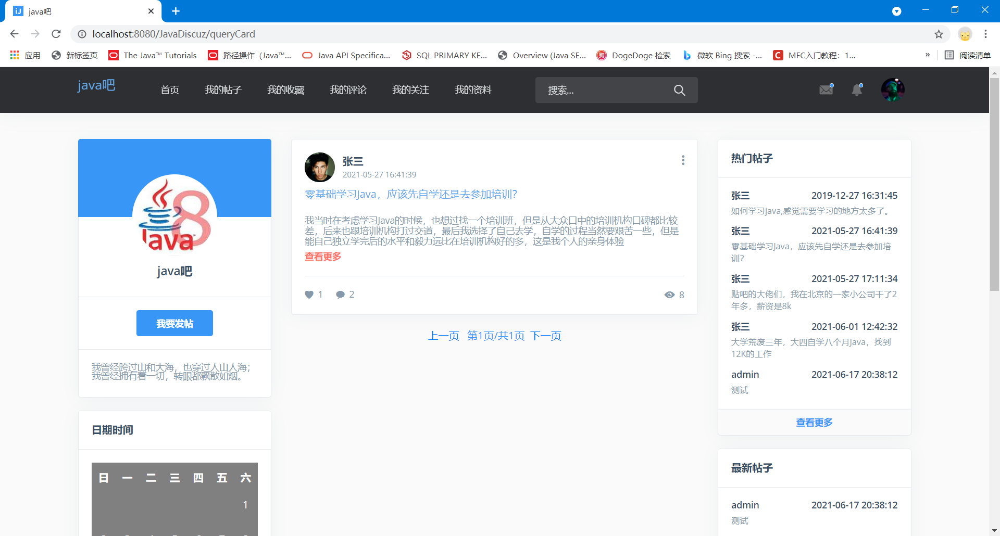 java吧
localhost:8080/JavaDiscuz/queryCard
应用
新标签页
The Java™ Tutorials
路径操作（Java™...
Java API Specifica...
SQL PRIMARY KE...
Overview (Java SE...
DogeDoge 检索
微软 Bing 搜索 -...
MFC入门教程：1...
»
阅读清单
java吧
首页
我的帖子
我的收藏
我的评论
我的关注
我的资料
搜索...
8
Java™
java吧
我要发帖
我曾经跨过山和大海，也穿过人山人海；
我曾经拥有着一切，转眼都飘散如烟。
日期时间
日 一 二 三 四 五 六
1
张三
2021-05-27 16:41:39
零基础学习Java，应该先自学还是去参加培训？
我当时在考虑学习Java的时候，也想过找一个培训班，但是从大众口中的培训机构口碑都比较
差，后来也跟培训机构打过交道，最后我选择了自己去学，自学的过程当然要艰苦一些，但是
能自己独立学完后的水平和毅力远比在培训机构好的多，这是我个人的亲身体验
查看更多
1 2 8
上一页 第1页/共1页 下一页
热门帖子
张三 2019-12-27 16:31:45
如何学习java,感觉需要学习的地方太多了。
张三 2021-05-27 16:41:39
零基础学习Java，应该先自学还是去参加培
训？
张三 2021-05-27 17:11:34
贴吧的大佬们，我在北京的一家小公司干了2
年多，薪资是8k
张三 2021-06-01 12:42:32
大学荒废三年，大四自学八个月Java，找到
12K的工作
admin 2021-06-17 20:38:12
测试
查看更多
最新帖子
admin 2021-06-17 20:38:12
测试